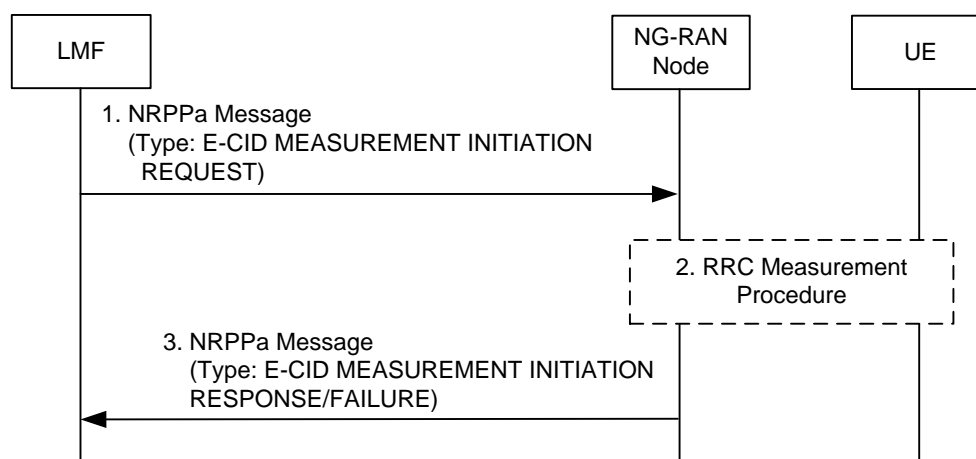 LMF
NG-RAN
Node
UE
1. NRPPa Message
(Type: E-CID MEASUREMENT INITIATION
REQUEST)
2. RRC Measurement
Procedure
3. NRPPa Message
(Type: E-CID MEASUREMENT INITIATION
RESPONSE/FAILURE)